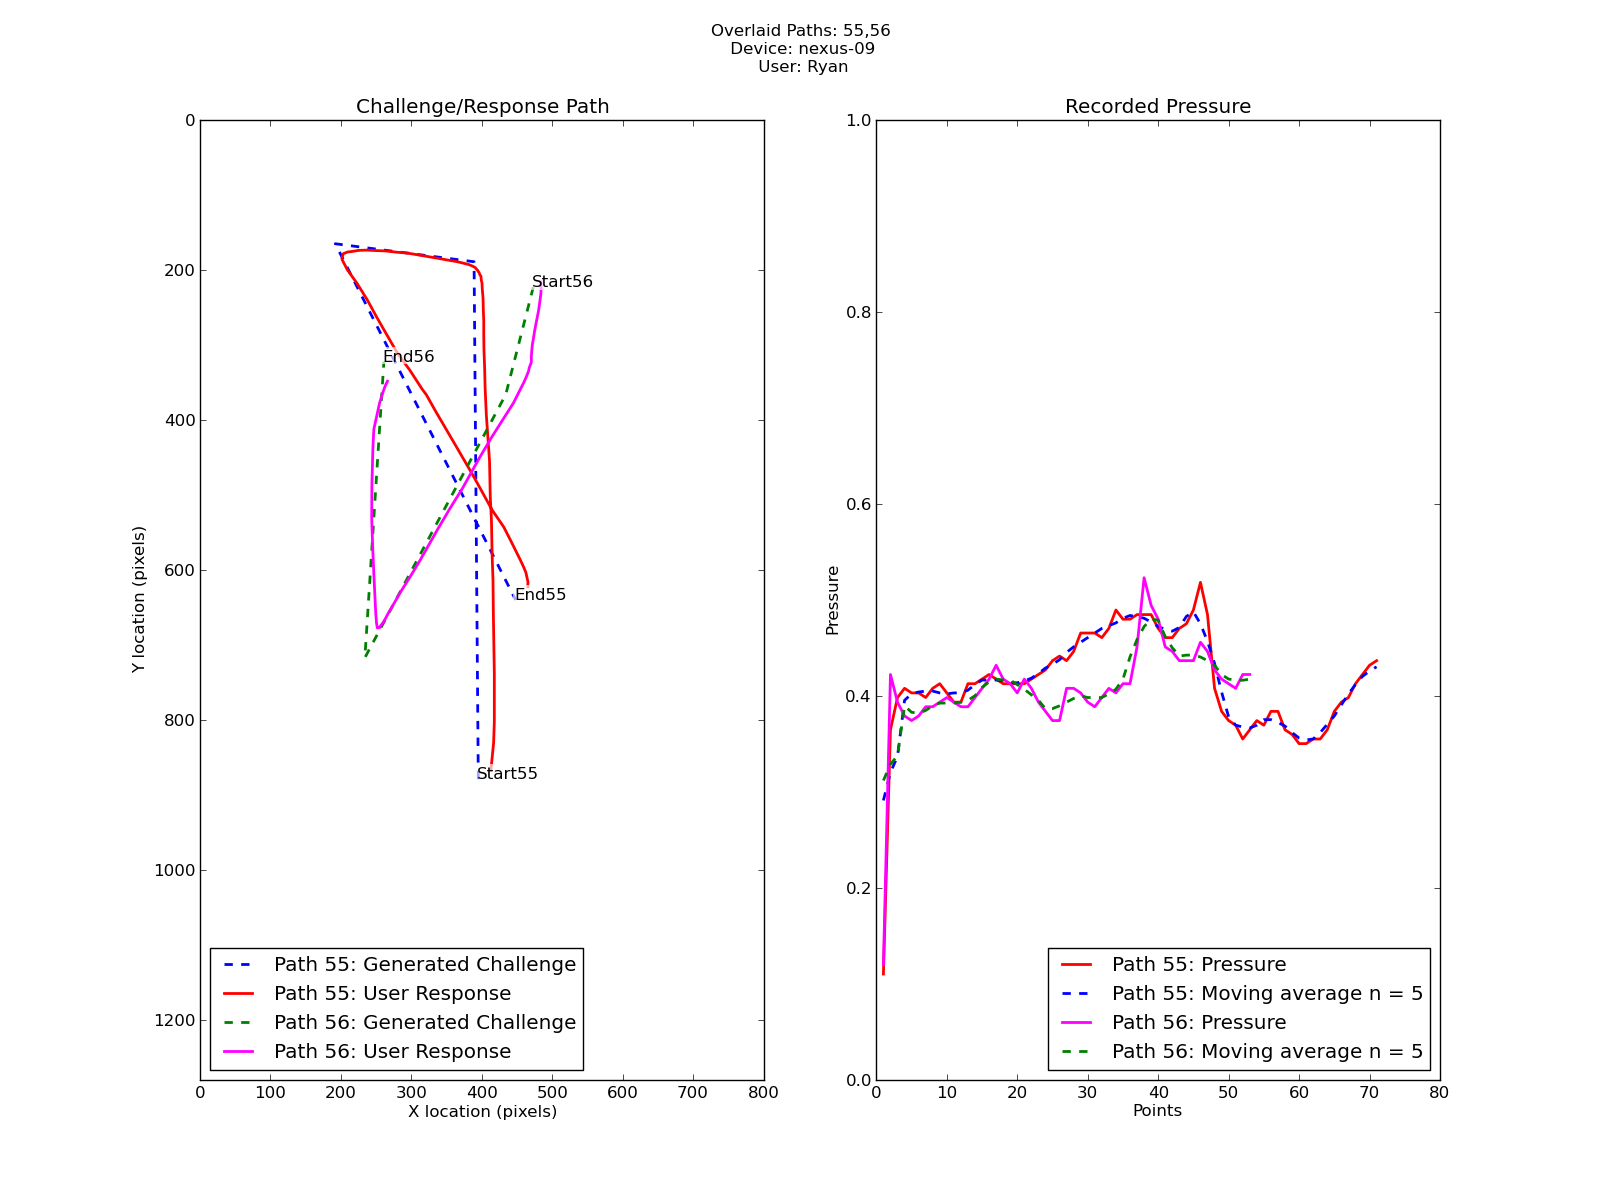 Overlaid Paths: 55,56
Device: nexus-09
User: Ryan
Challenge/Response Path
0
200
400
600
800
1000
1200
Y location (pixels)
Start56
End56
End55
Start55
Path 55: Generated Challenge
Path 55: User Response
Path 56: Generated Challenge
Path 56: User Response
0 100 200 300 400 500 600 700 800
X location (pixels)
Recorded Pressure
1.0
0.8
0.6
0.4
0.2
0.0
Pressure
Path 55: Pressure
Path 55: Moving average n = 5
Path 56: Pressure
Path 56: Moving average n = 5
0 10 20 30 40 50 60 70 80
Points